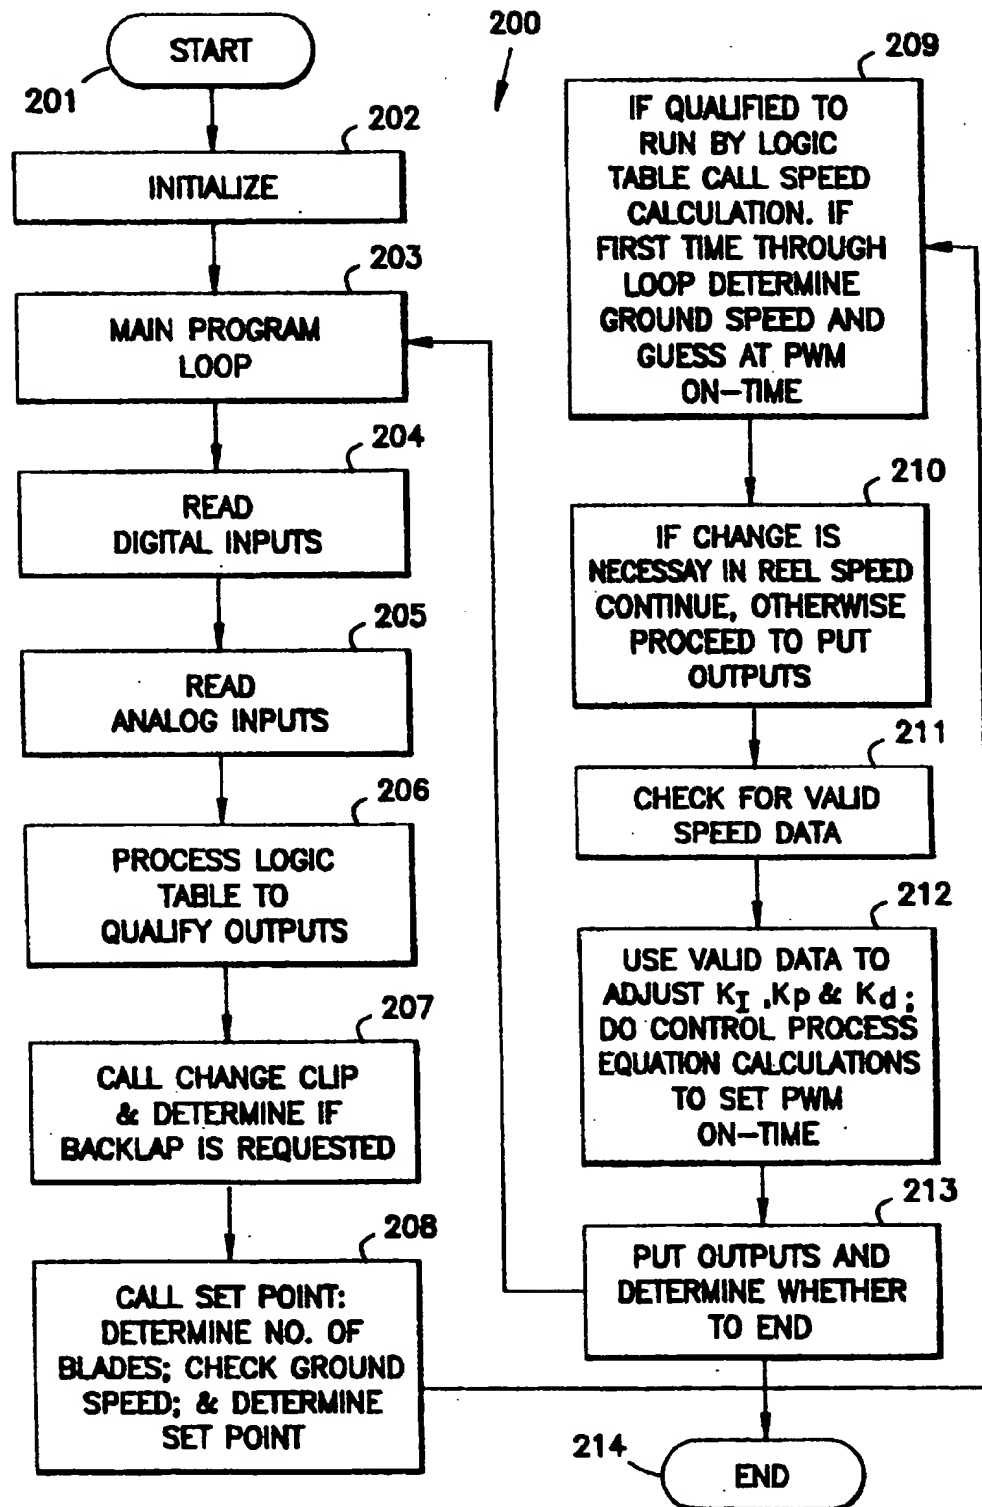 200
START
201
202
INITIALIZE
203
MAIN PROGRAM
LOOP
204
READ
DIGITAL INPUTS
205
READ
ANALOG INPUTS
206
PROCESS LOGIC
TABLE TO
QUALIFY OUTPUTS
207
CALL CHANGE CLIP
& DETERMINE IF
BACKLAP IS REQUESTED
208
CALL SET POINT:
DETERMINE NO. OF
BLADES; CHECK GROUND
SPEED; & DETERMINE
SET POINT
209
IF QUALIFIED TO
RUN BY LOGIC
TABLE CALL SPEED
CALCULATION. IF
FIRST TIME THROUGH
LOOP DETERMINE
GROUND SPEED AND
GUESS AT PWM
ON-TIME
210
IF CHANGE IS
NECESSAY IN REEL SPEED
CONTINUE, OTHERWISE
PROCEED TO PUT
OUTPUTS
211
CHECK FOR VALID
SPEED DATA
212
USE VALID DATA TO
ADJUST KI ,Kp & Kd ;
DO CONTROL PROCESS
EQUATION CALCULATIONS
TO SET PWM
ON-TIME
213
PUT OUTPUTS AND
DETERMINE WHETHER
TO END
214
END